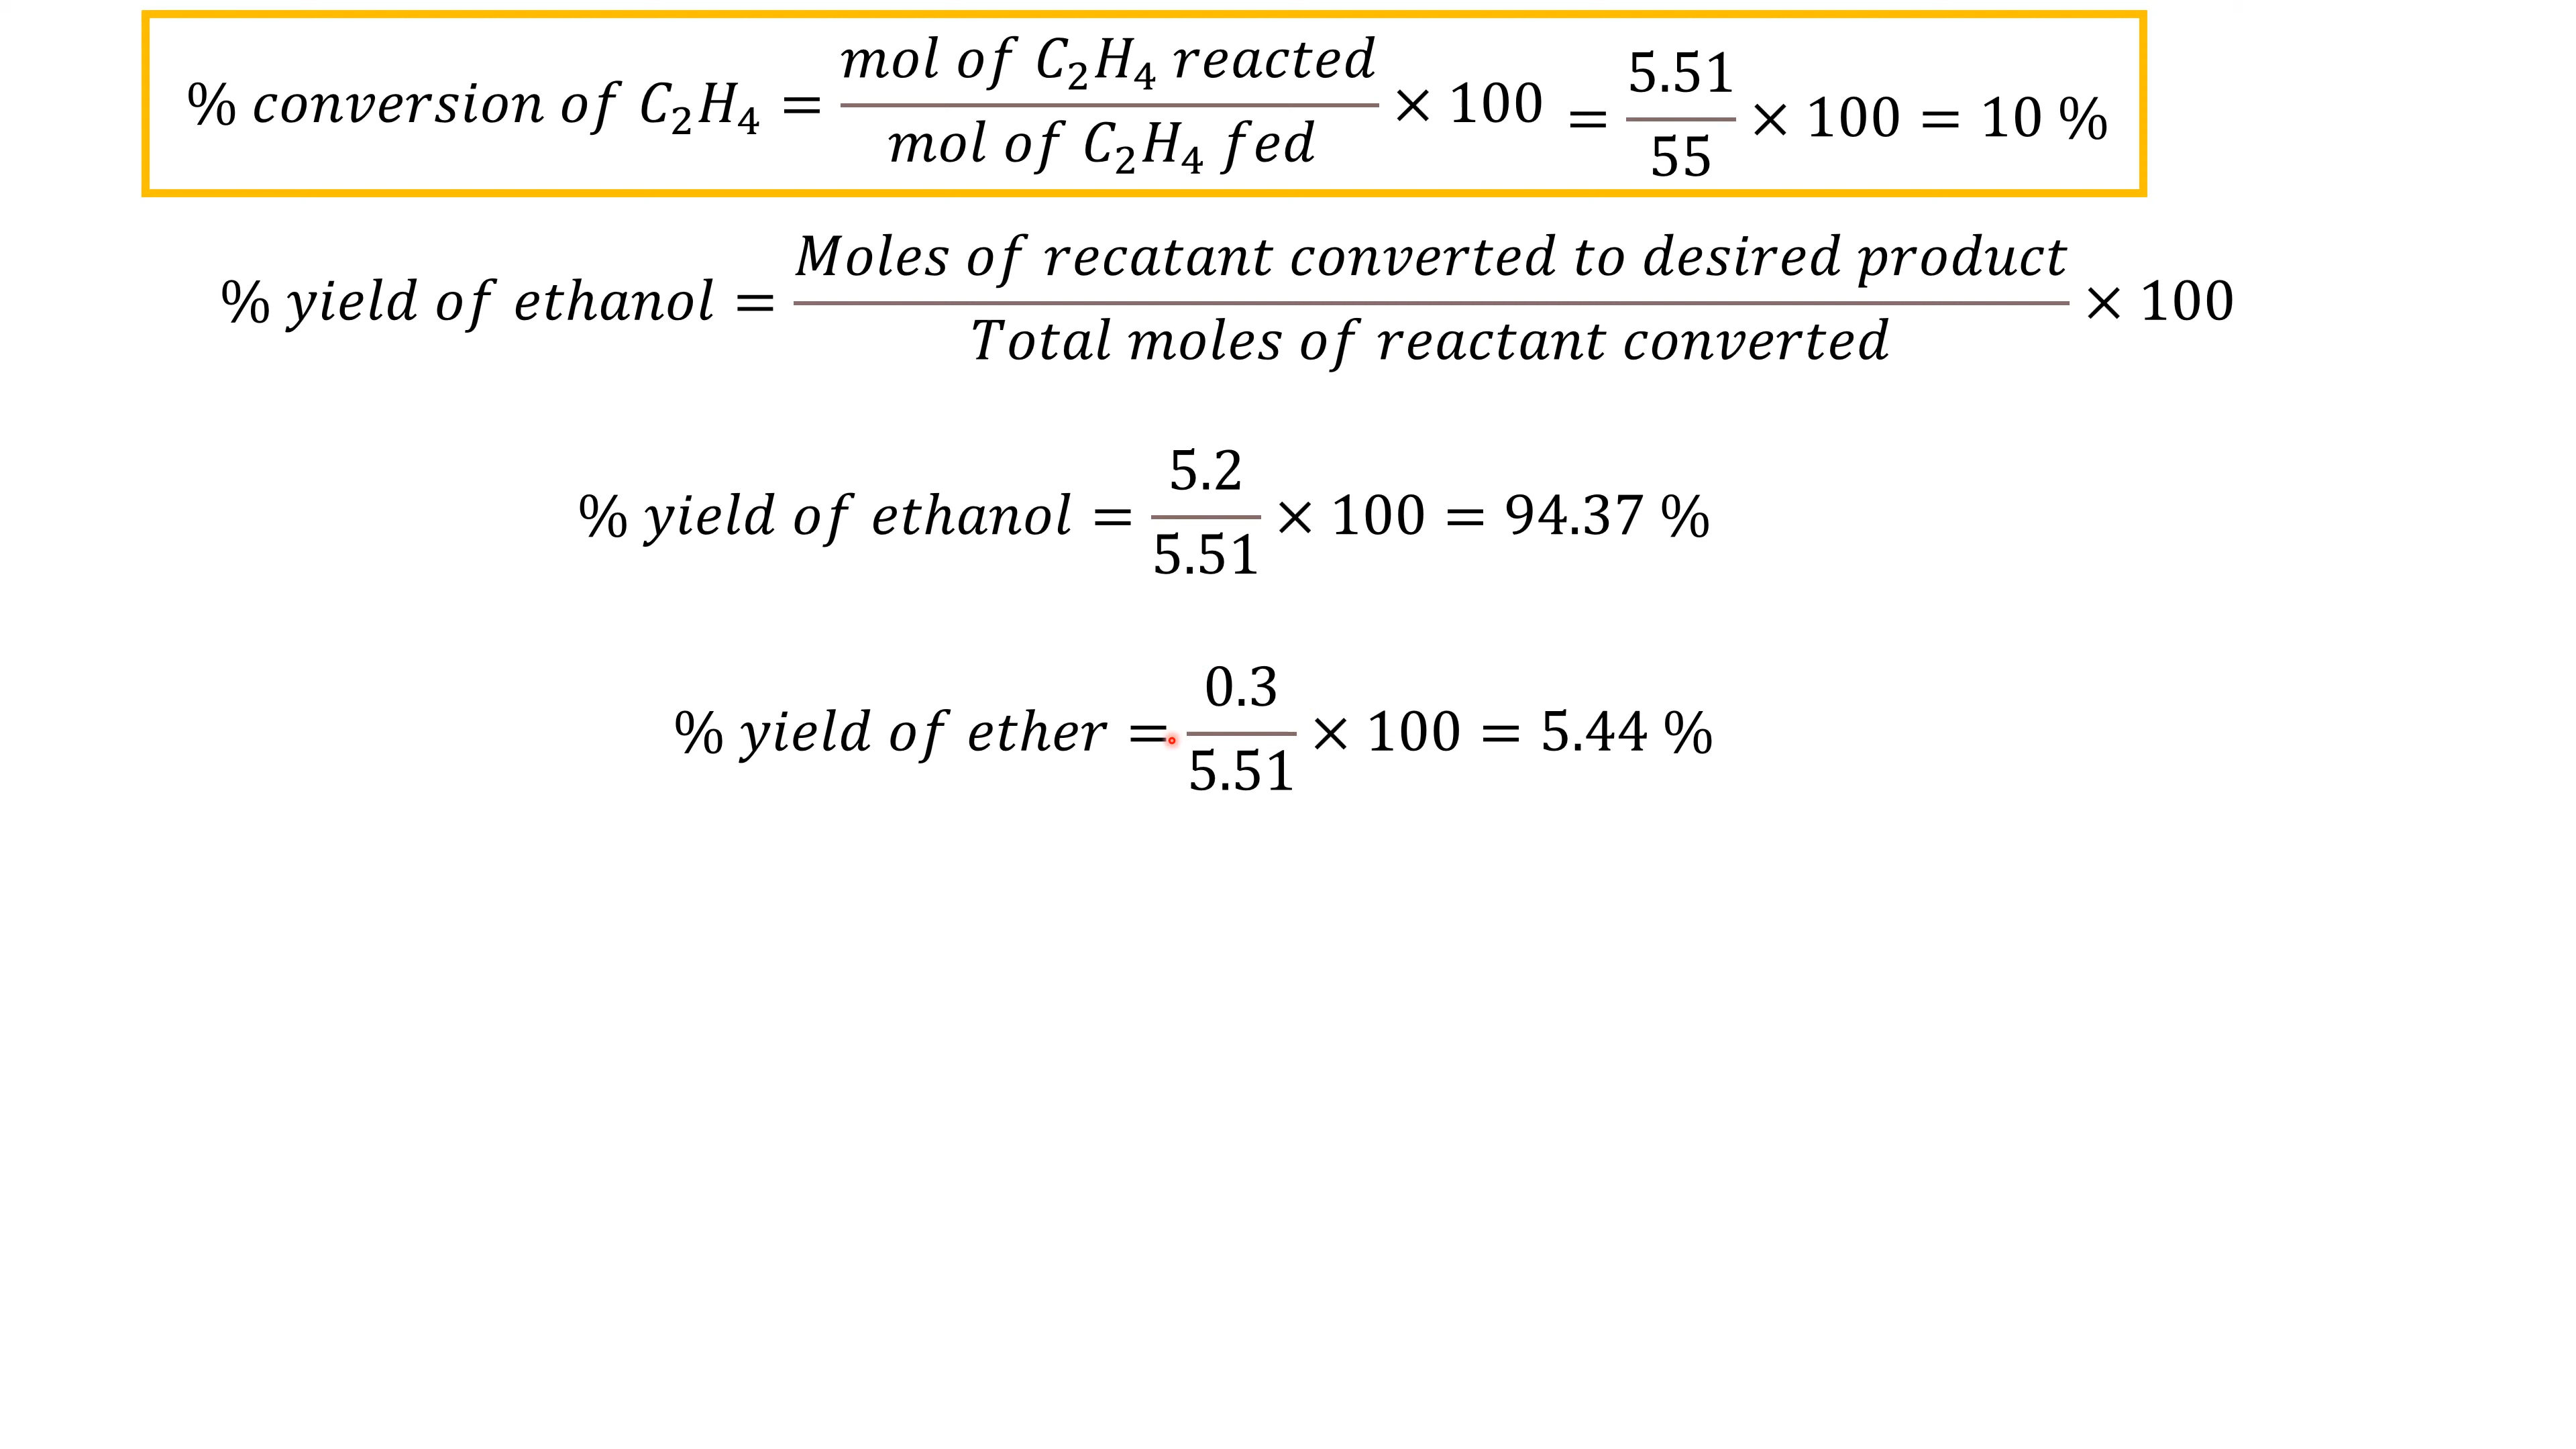 % conversion of C₂H₄ = mol of C₂H₄ reacted / mol of C₂H₄ fed × 100 = 5.51 / 55 × 100 = 10 %
% yield of ethanol = Moles of recatant converted to desired product / Total moles of reactant converted × 100
% yield of ethanol = 5.2 / 5.51 × 100 = 94.37 %
% yield of ether = 0.3 / 5.51 × 100 = 5.44 %